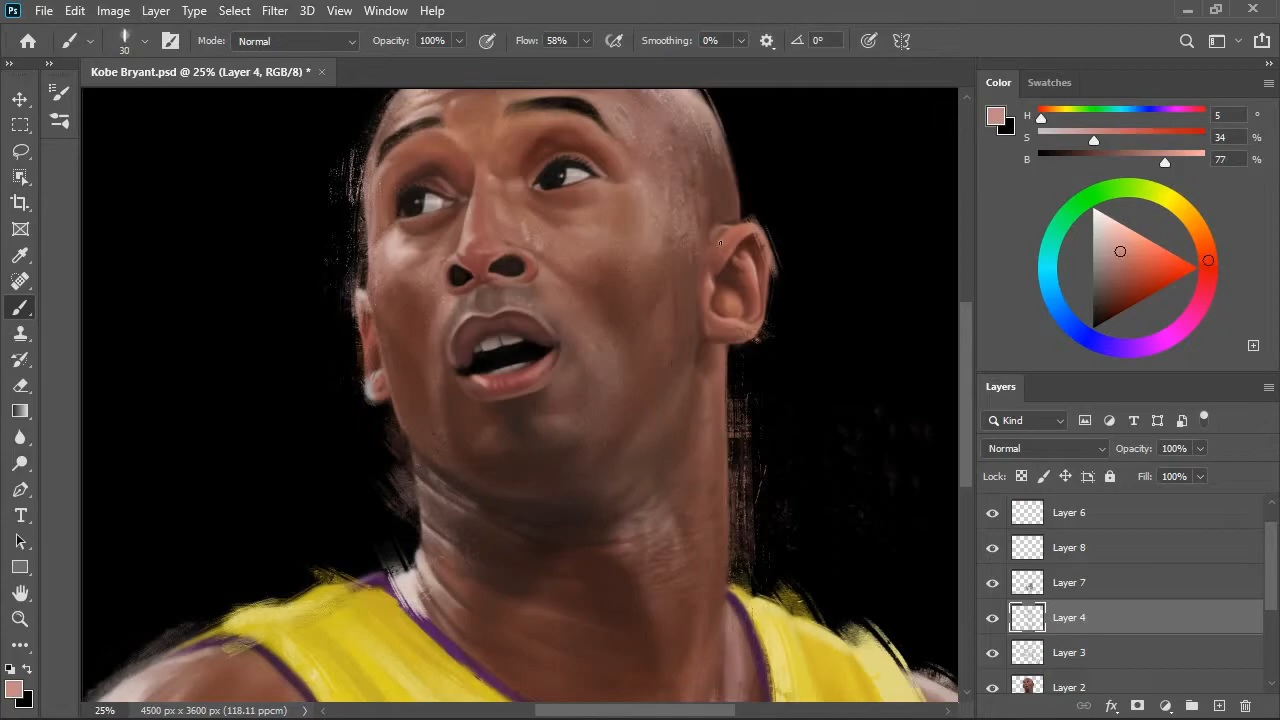 Ps File Edit Image Layer Type Select Filter 3D View Window Help
30 Mode: Normal Opacity: 100% Flow: 58% Smoothing: 0% 0°
Kobe Bryant.psd @ 25% (Layer 4, RGB/8) *
Color Swatches
H 5 °
S 34 %
B 77 %
Layers
Kind
Normal Opacity: 100%
Lock: Fill: 100%
Layer 6
Layer 8
Layer 7
Layer 4
Layer 3
Layer 2
fx
25% 4500 px x 3600 px (118.11 ppcm)